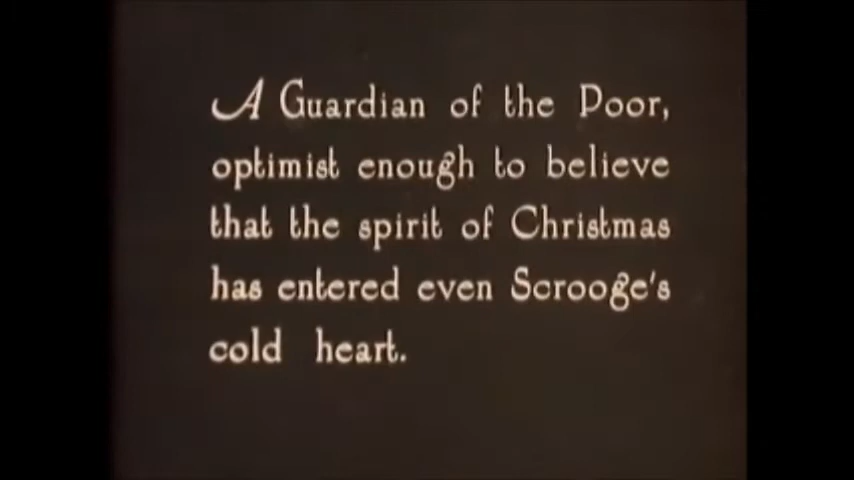 A Guardian of the Poor,
optimist enough to believe
that the spirit of Christmas
has entered even Scrooge's
cold heart.